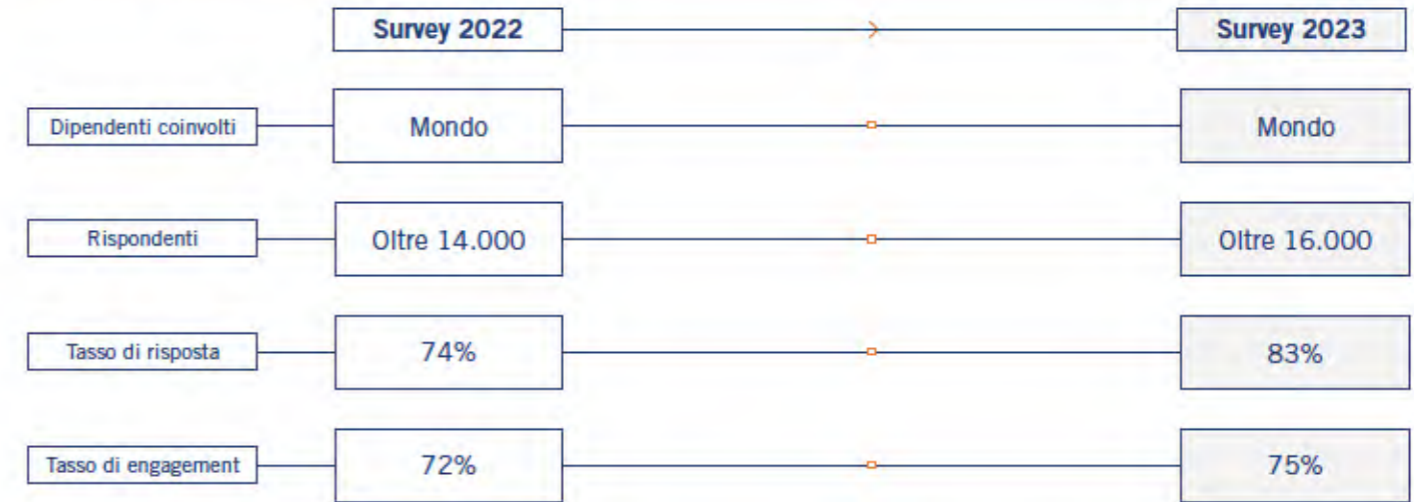 Survey 2022
Survey 2023
Dipendenti coinvolti
Mondo
Mondo
Rispondenti
Oltre 14.000
Oltre 16.000
Tasso di risposta
74%
83%
Tasso di engagement
72%
75%